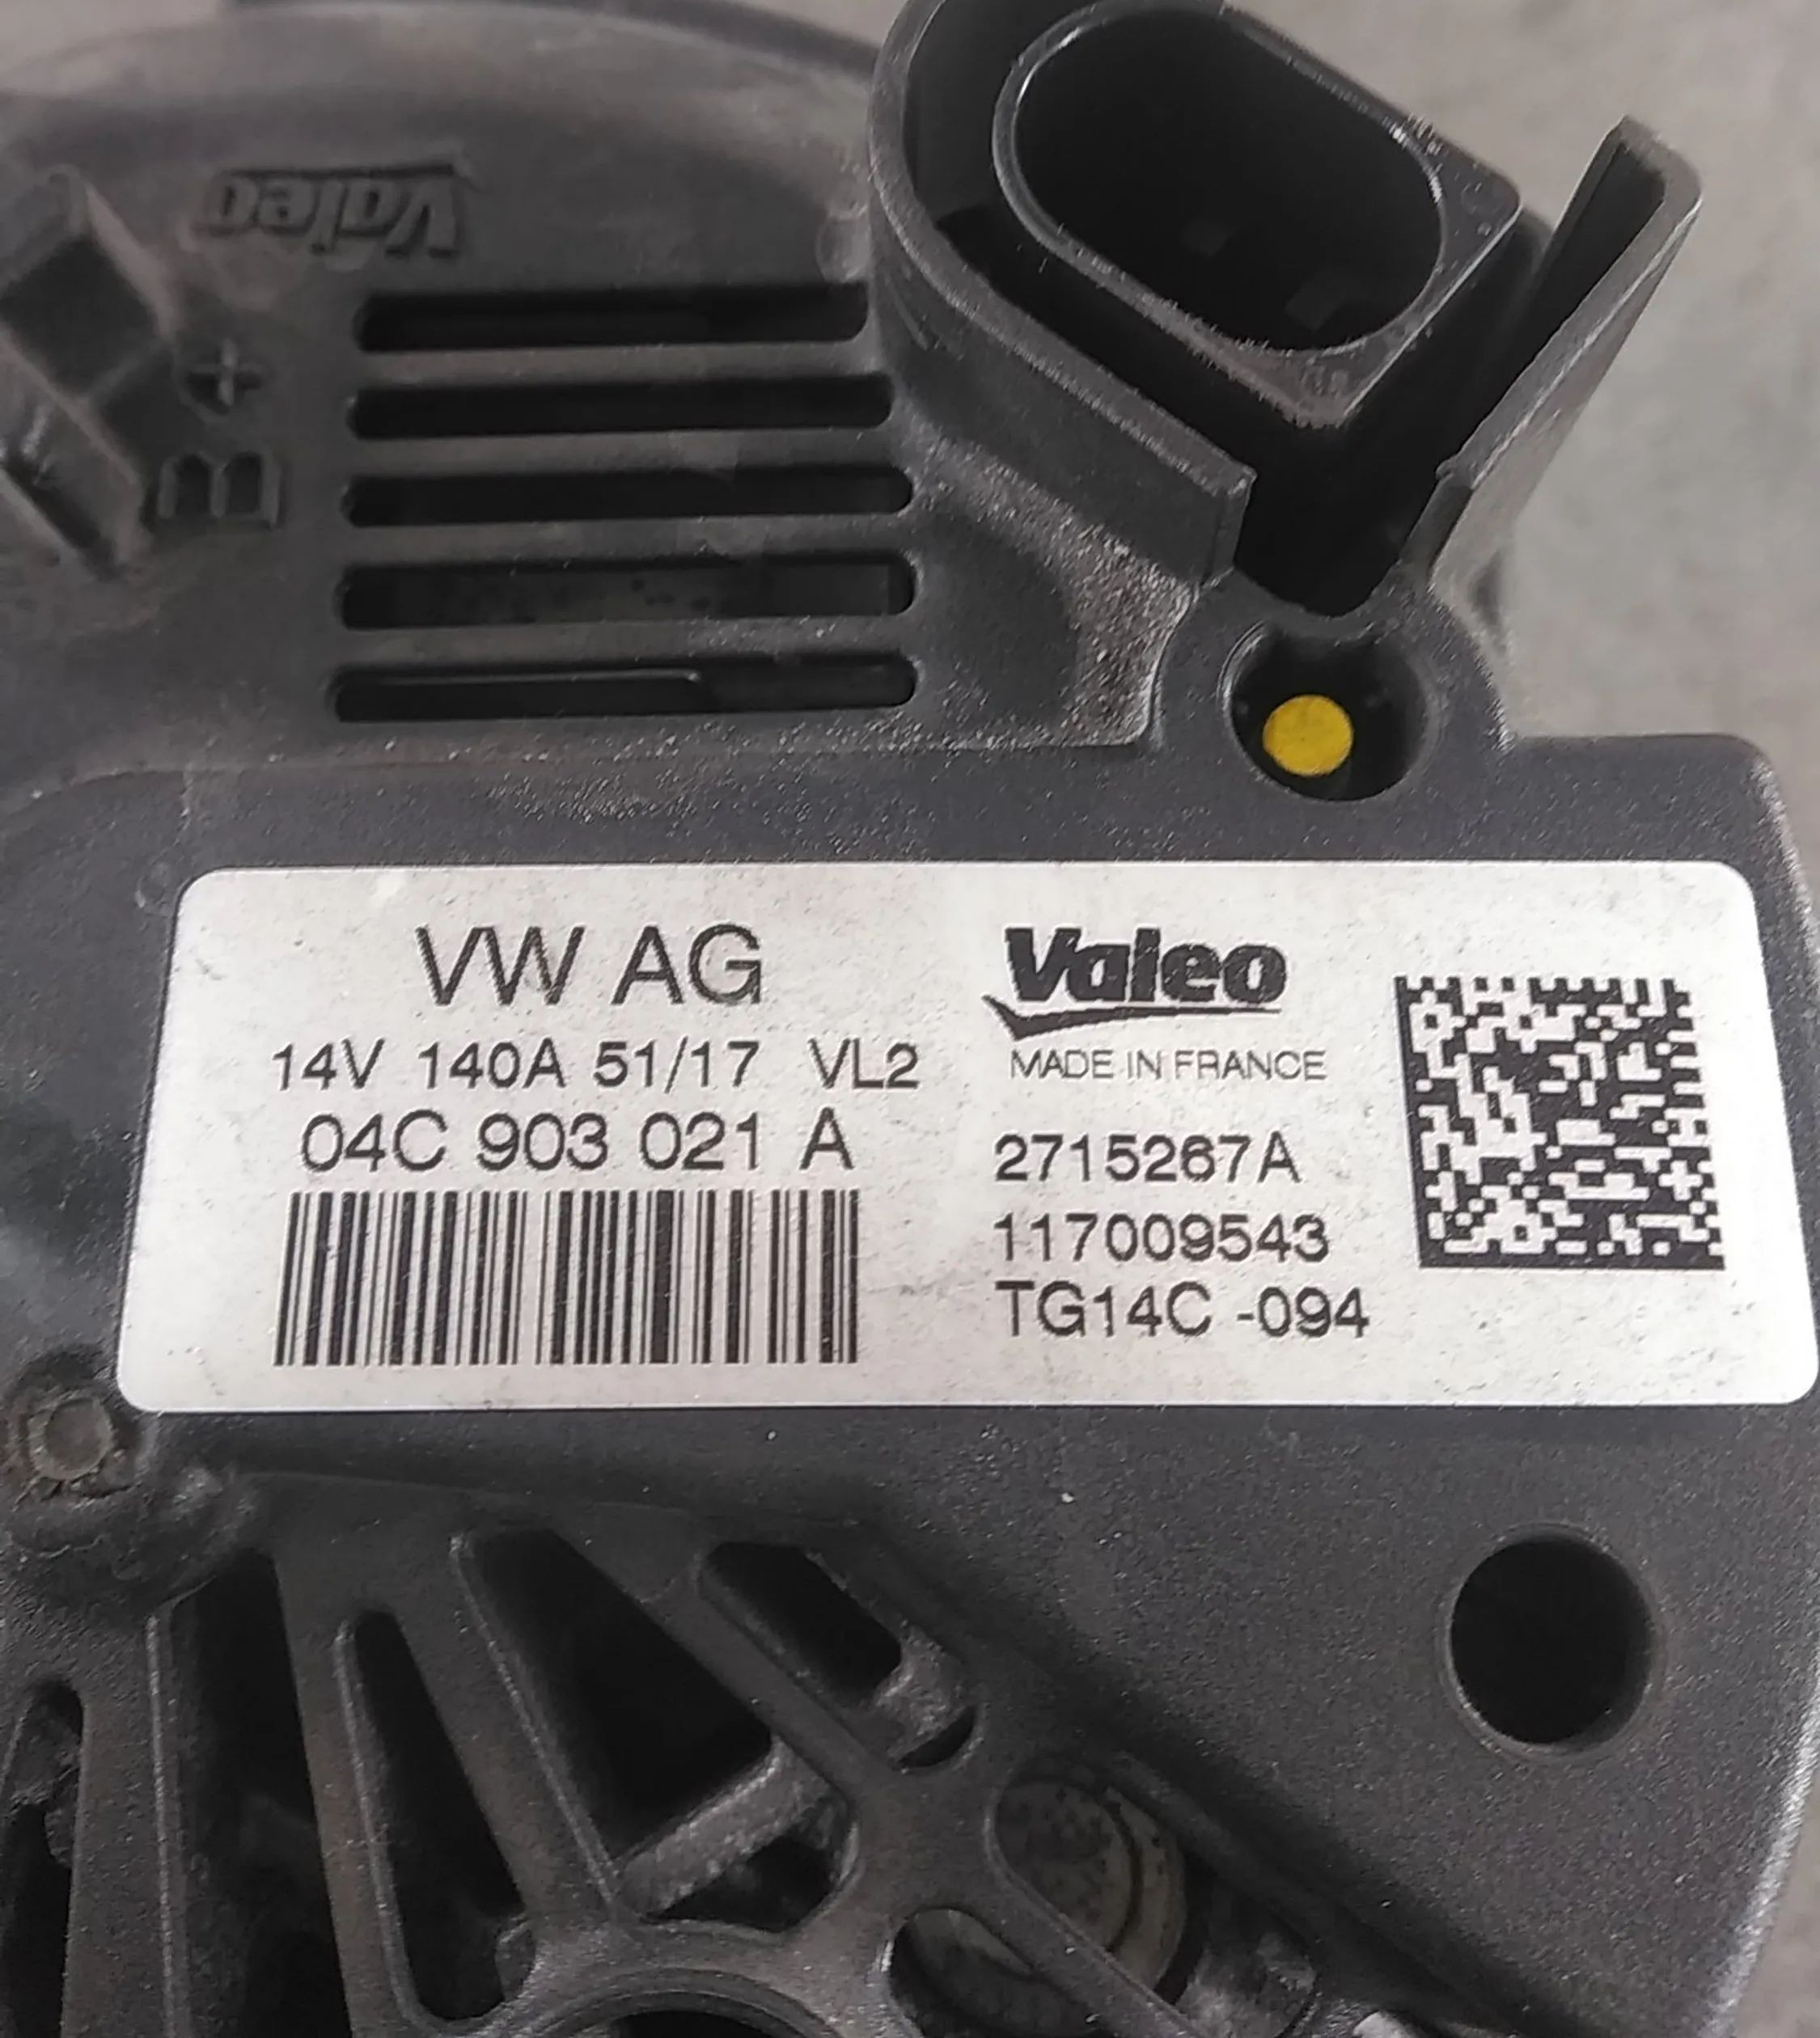 Valeo
B+
VW AG
14V 140A 51/17 VL2
04C 903 021 A
Valeo
MADE IN FRANCE
2715267A
117009543
TG14C -094